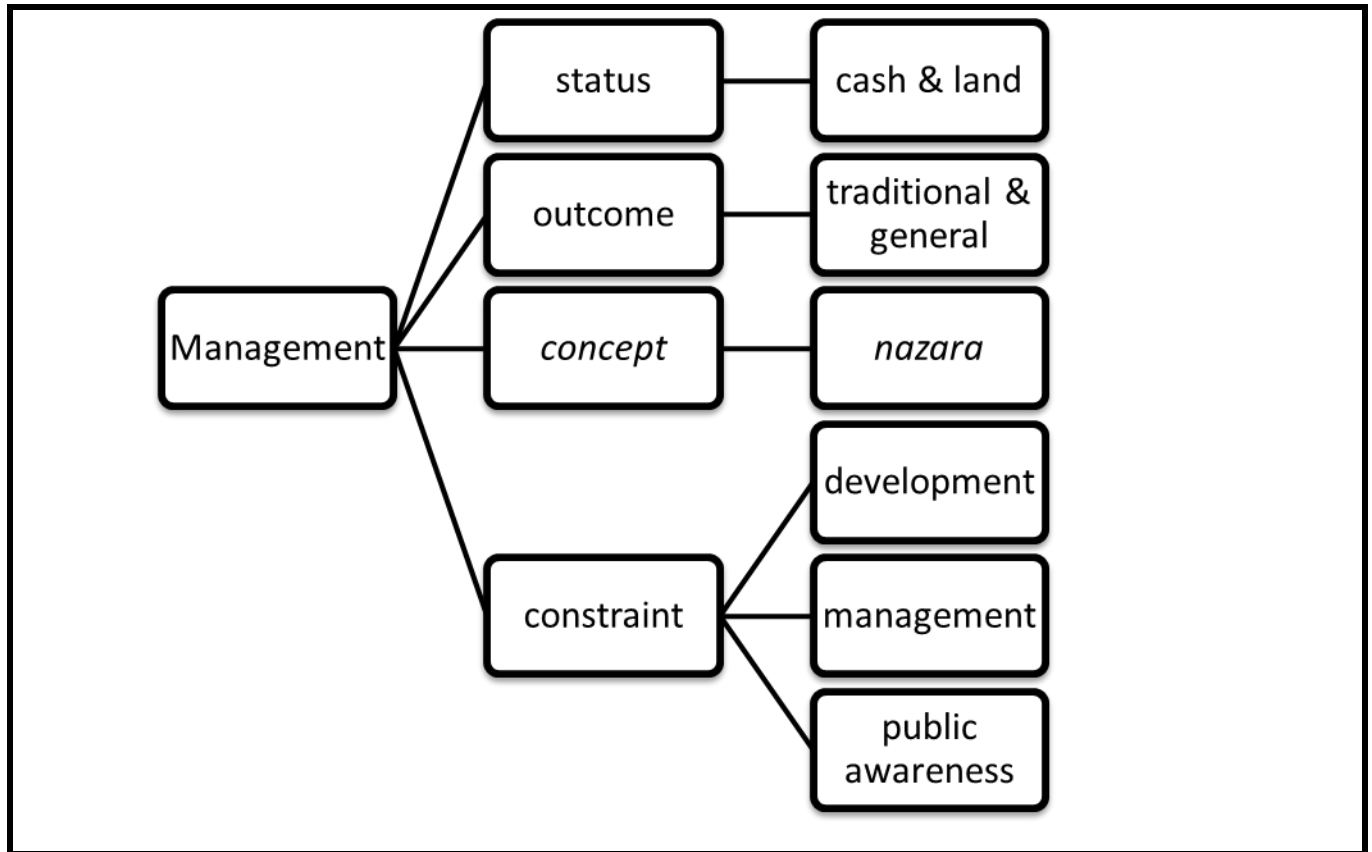 status
cash & land
outcome
traditional &
general
Management
concept
nazara
development
constraint
management
public
awareness